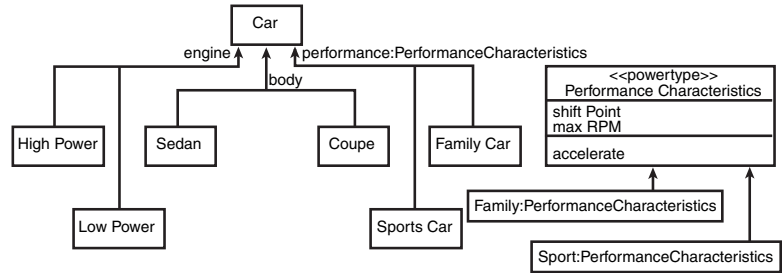 Car
engine
performance:PerformanceCharacteristics
body
<<powertype>>
Performance Characteristics
shift Point
max RPM
accelerate
High Power
Sedan
Coupe
Family Car
Family:PerformanceCharacteristics
Low Power
Sports Car
Sport:PerformanceCharacteristics